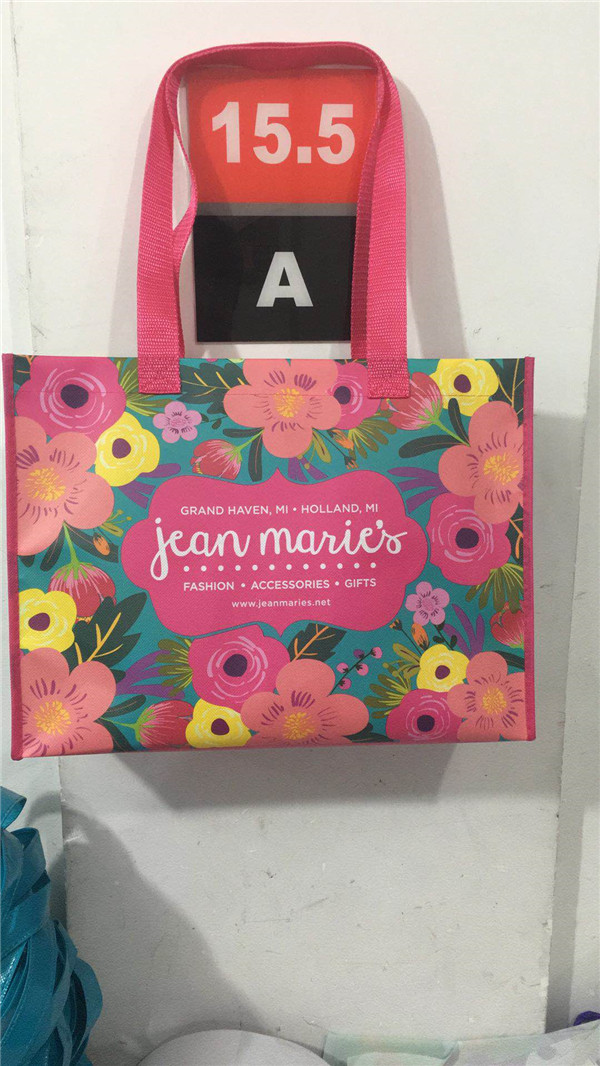 15.5
A
GRAND HAVEN, MI • HOLLAND, MI
jean marie's
FASHION • ACCESSORIES • GIFTS
www.jeanmaries.net